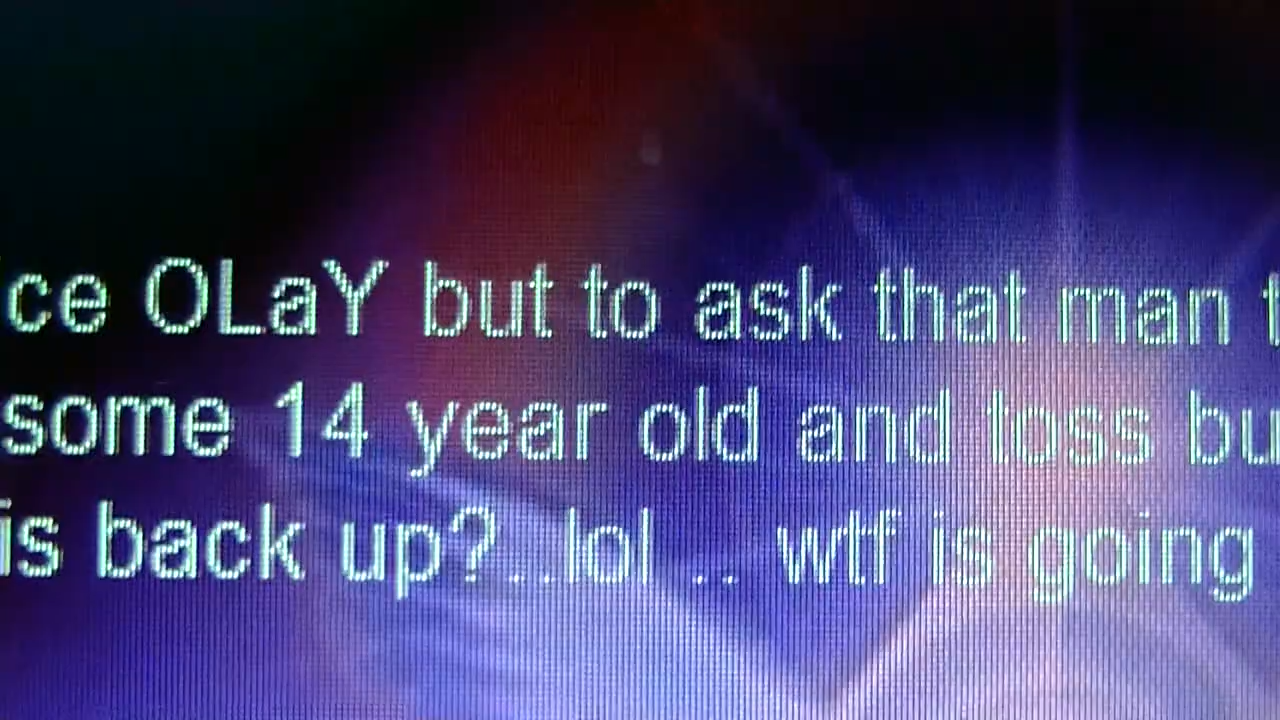 ce OLaY but to ask that man t
some 14 year old and toss bu
is back up?..lol .. wtf is going